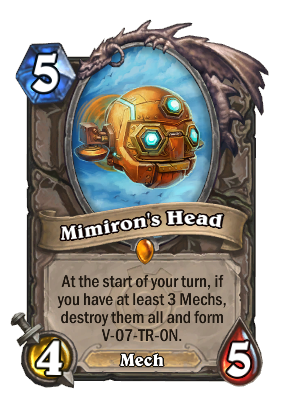 5
Mimiron's Head
At the start of your turn, if
you have at least 3 Mechs,
destroy them all and form
V-07-TR-0N.
4
Mech
5